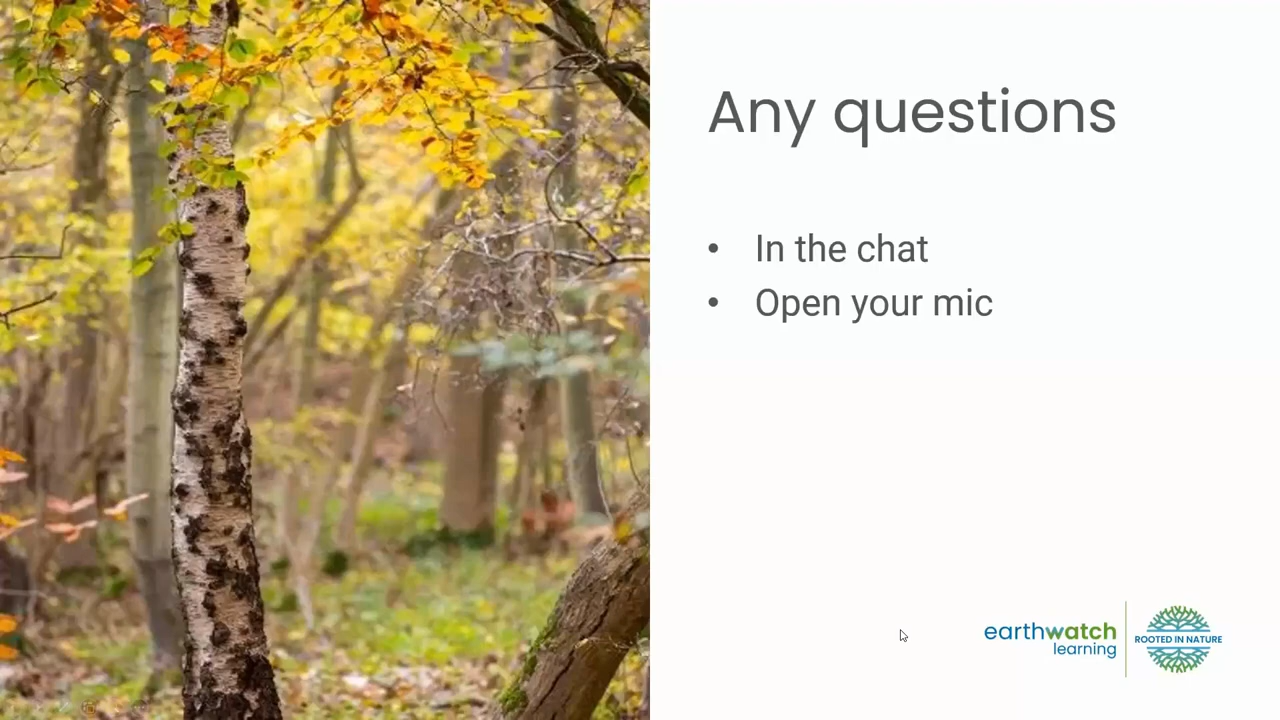 Any questions
• In the chat
• Open your mic
earthwatch
learning
ROOTED IN NATURE